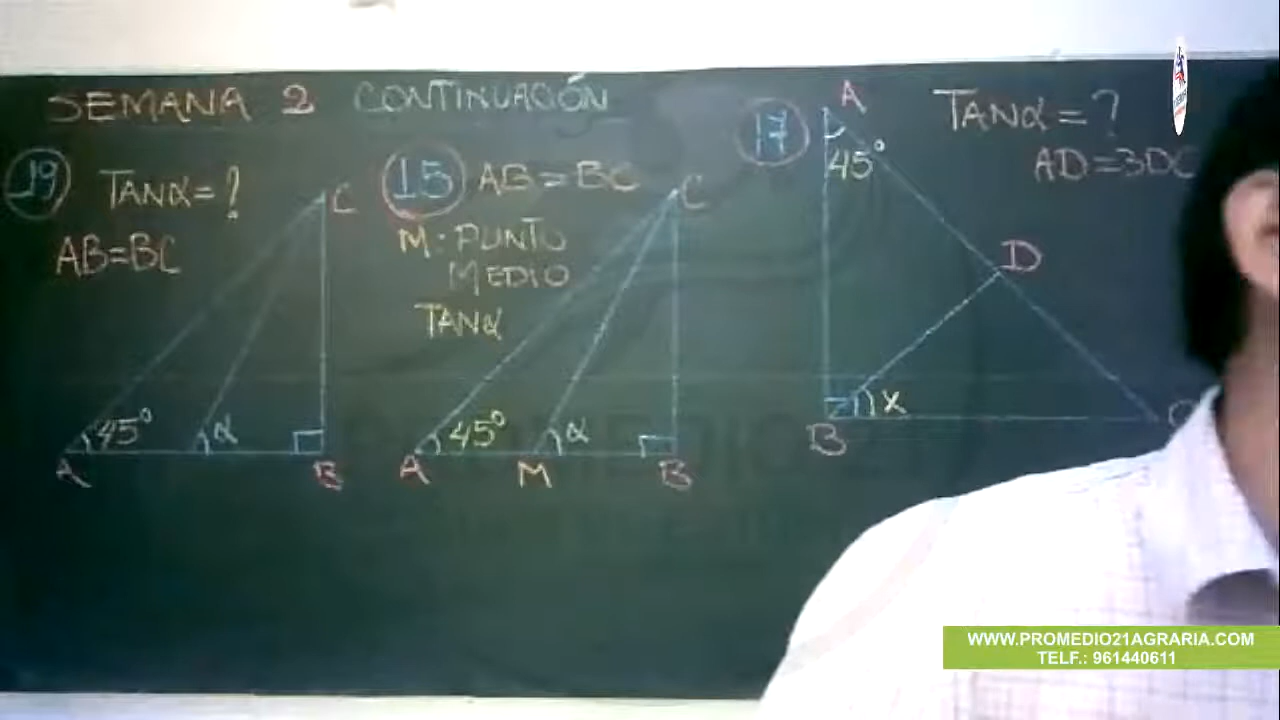 SEMANA 2 CONTINUACIÓN
19 TANα = ?
AB=BC
C
45°
α
A
B
15 AB = BC
M: PUNTO
MEDIO
TANα
C
45°
α
A
M
B
17
A
TANα = ?
AD=3DC
45°
D
x
B
C
WWW.PROMEDIO21AGRARIA.COM
TELF.: 961440611